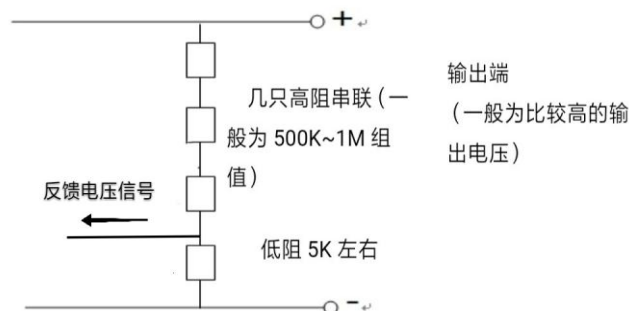 +
几只高阻串联（一
般为 500K~1M 组
值）
输出端
（一般为比较高的输
出电压）
反馈电压信号
低阻 5K 左右
-